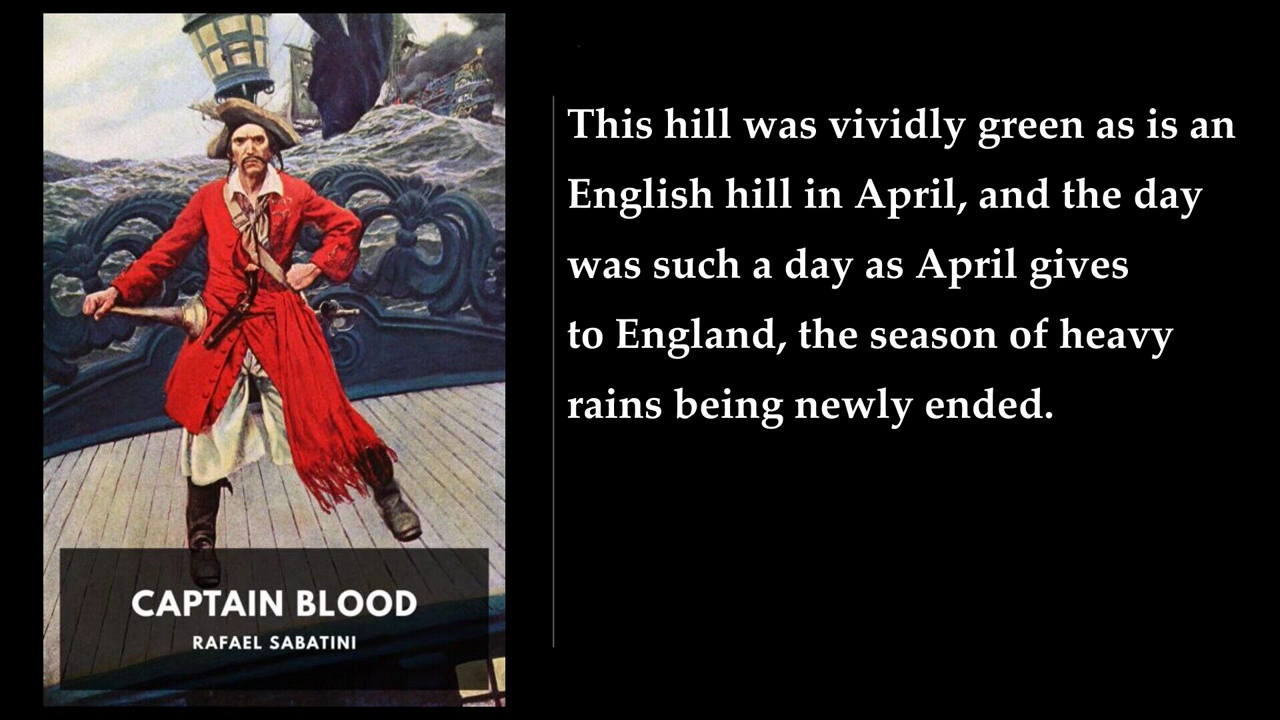 CAPTAIN BLOOD
RAFAEL SABATINI
This hill was vividly green as is an
English hill in April, and the day
was such a day as April gives
to England, the season of heavy
rains being newly ended.